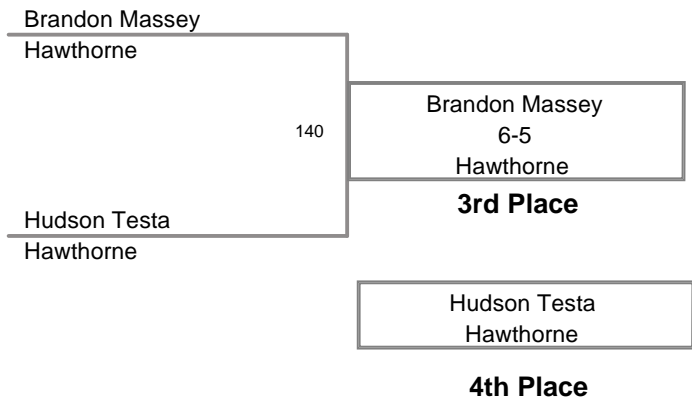 Brandon Massey
Hawthorne
140
Brandon Massey
6-5
Hawthorne
3rd Place
Hudson Testa
Hawthorne
Hudson Testa
Hawthorne
4th Place